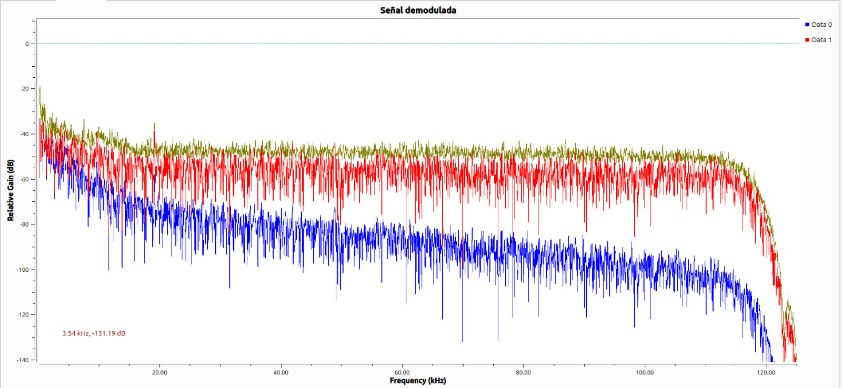 Señal demodulada
Data 0
Data 1
Relative Gain (dB)
0
-20
-40
-60
-80
-100
-120
-140
3.54 kHz, -131.19 dB
20.00
40.00
60.00
80.00
100.00
120.00
Frequency (kHz)